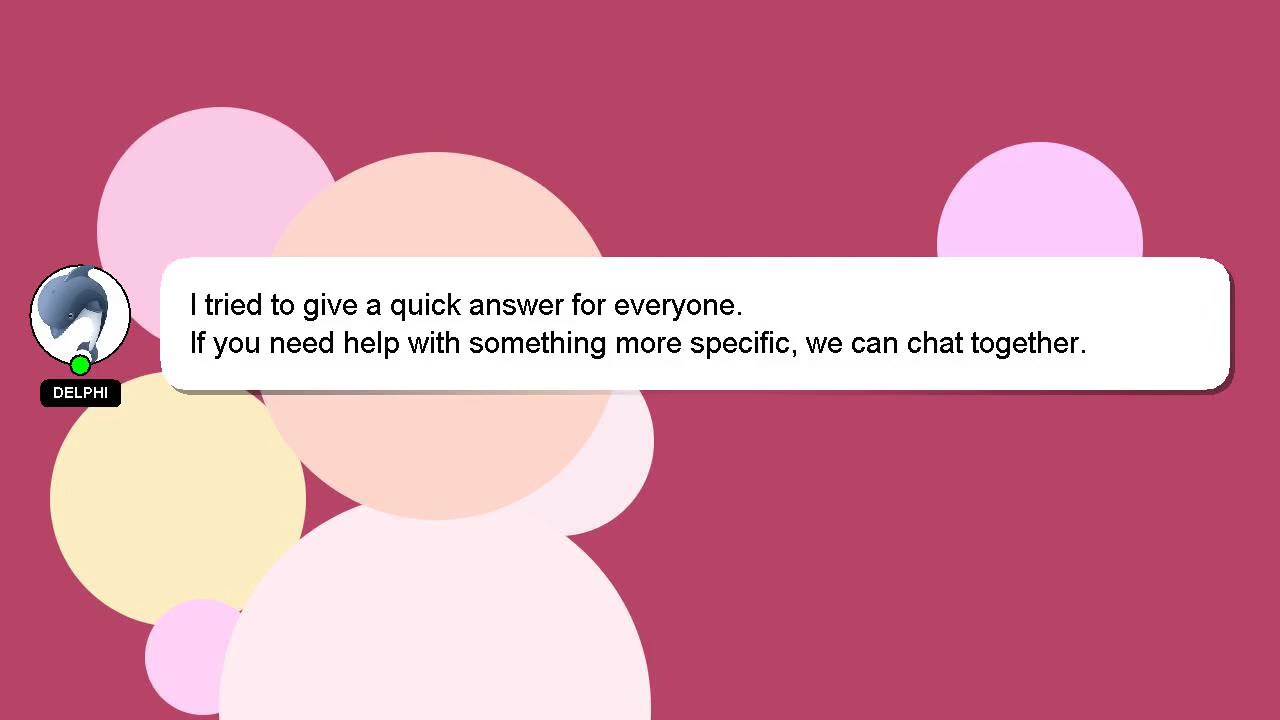 I tried to give a quick answer for everyone.
If you need help with something more specific, we can chat together.
DELPHI